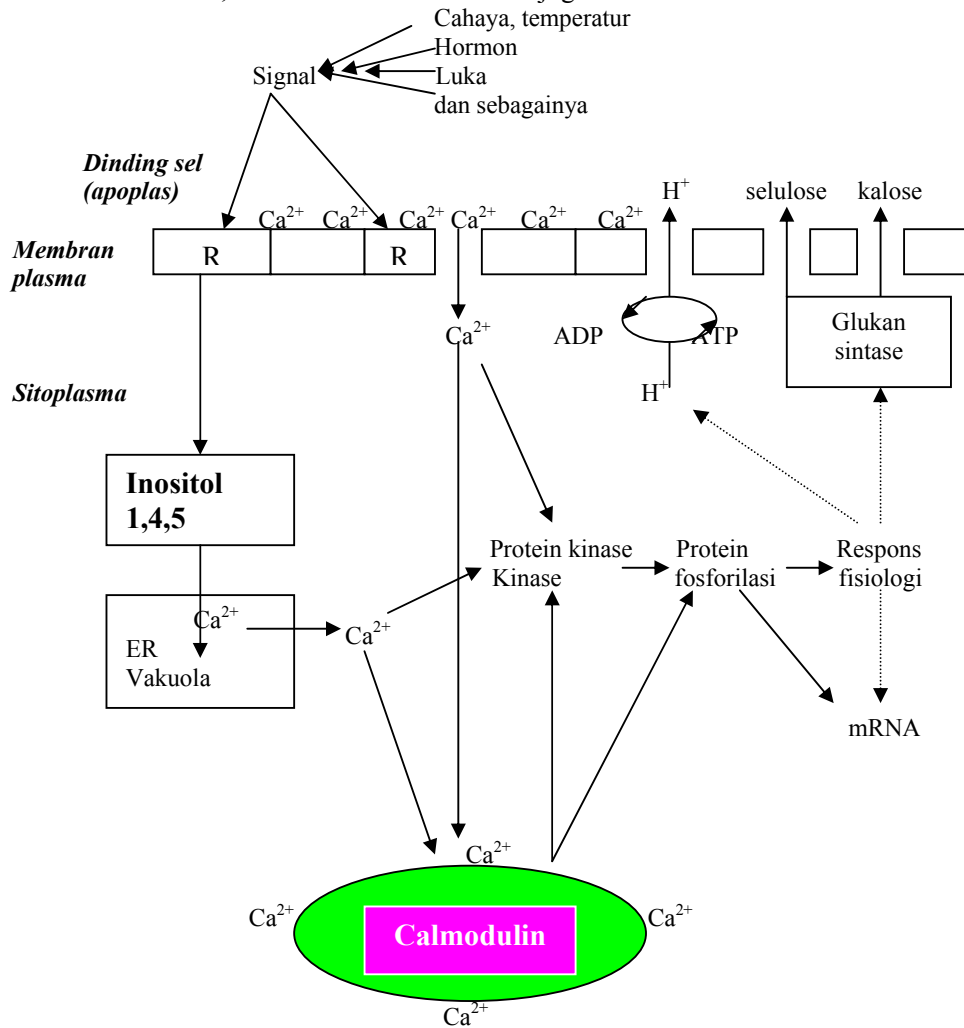 Cahaya, temperatur
Hormon
Signal
Luka
dan sebagainya
Dinding sel
(apoplas)
H⁺
selulose
kalose
Ca²⁺
Ca²⁺
Ca²⁺
Ca²⁺
Ca²⁺
Ca²⁺
Membran
plasma
R
R
Ca²⁺
ADP
ATP
Glukan
sintase
Sitoplasma
H⁺
Inositol
1,4,5
Protein kinase
Kinase
Protein
fosforilasi
Respons
fisiologi
Ca²⁺
Ca²⁺
ER
Vakuola
mRNA
Ca²⁺
Ca²⁺
Ca²⁺
Calmodulin
Ca²⁺